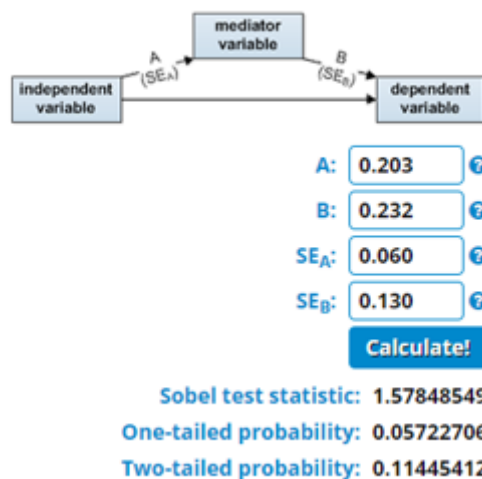 mediator
variable
A
(SEA)
B
(SEB)
independent
variable
dependent
variable
A: 0.203 ?
B: 0.232 ?
SEA: 0.060 ?
SEB: 0.130 ?
Calculate!
Sobel test statistic: 1.57848549
One-tailed probability: 0.05722706
Two-tailed probability: 0.11445412